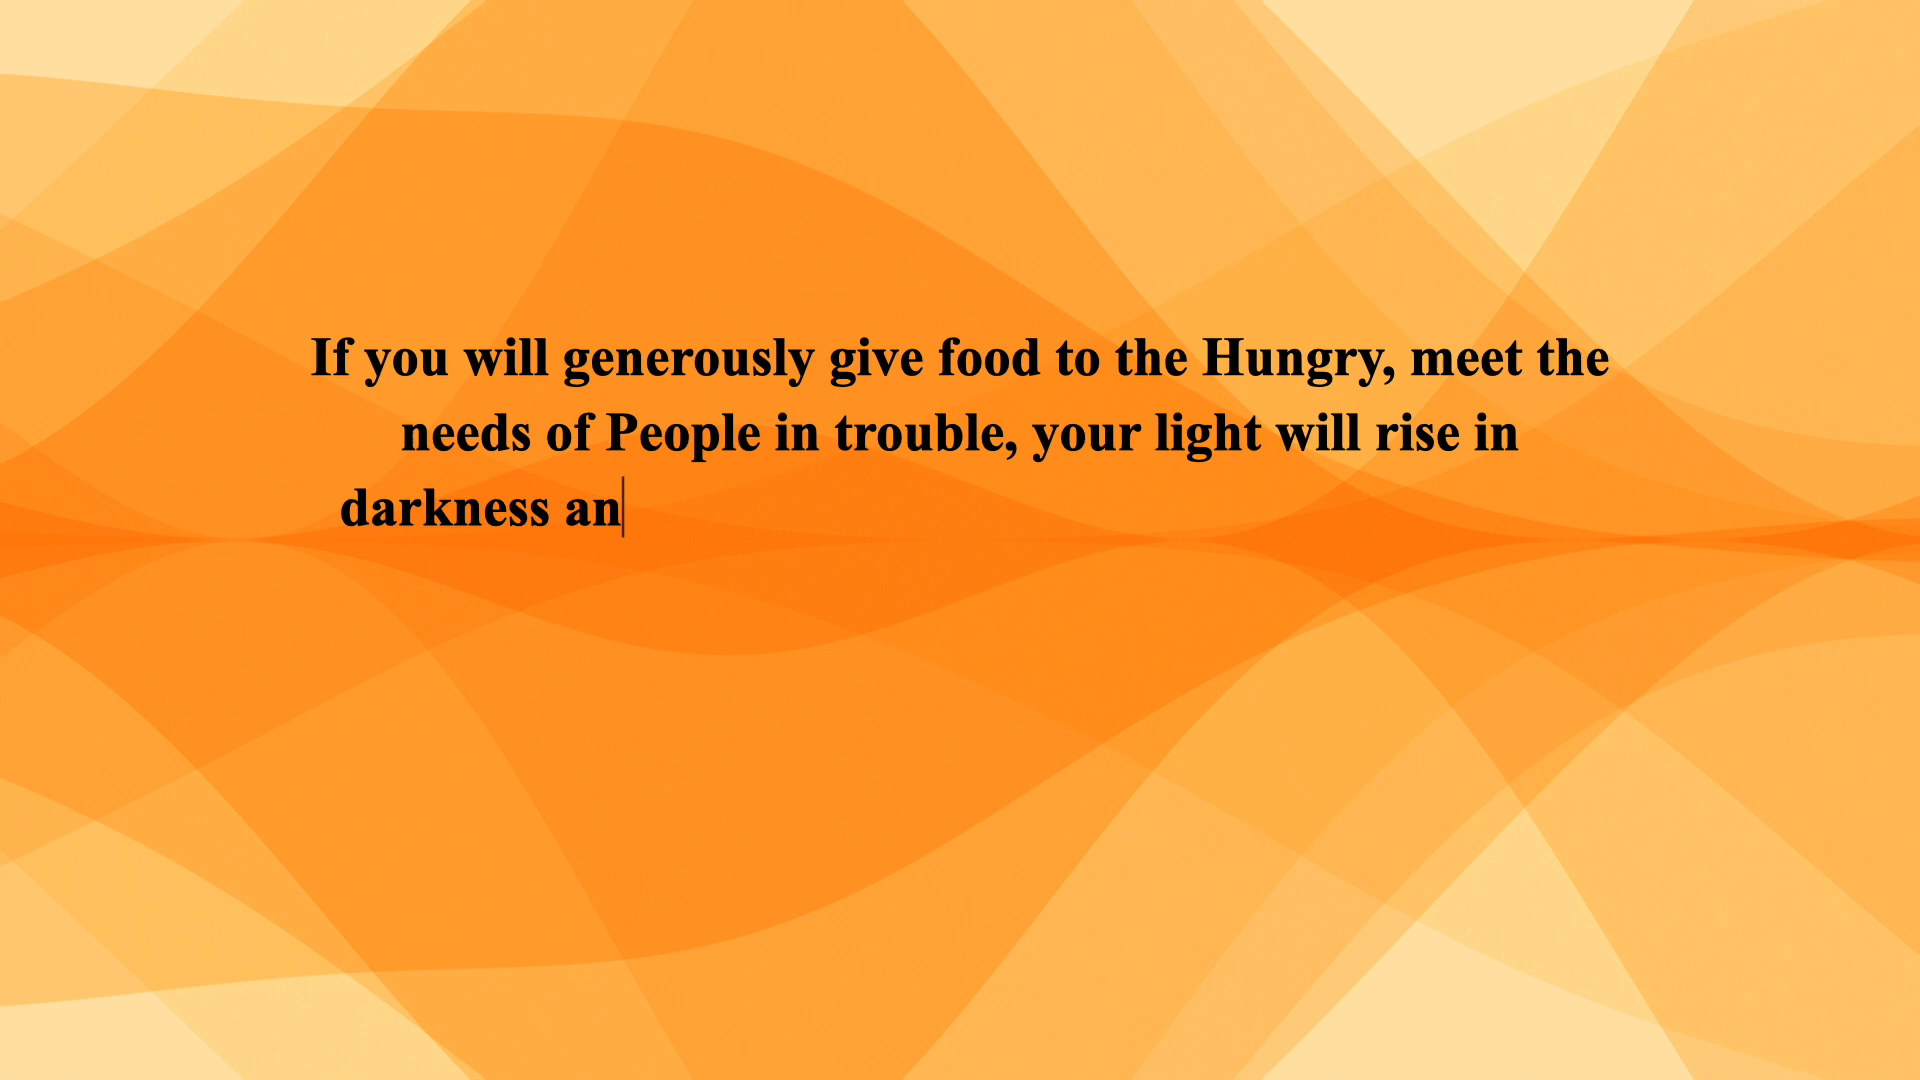 If you will generously give food to the Hungry, meet the
needs of People in trouble, your light will rise in
darkness an